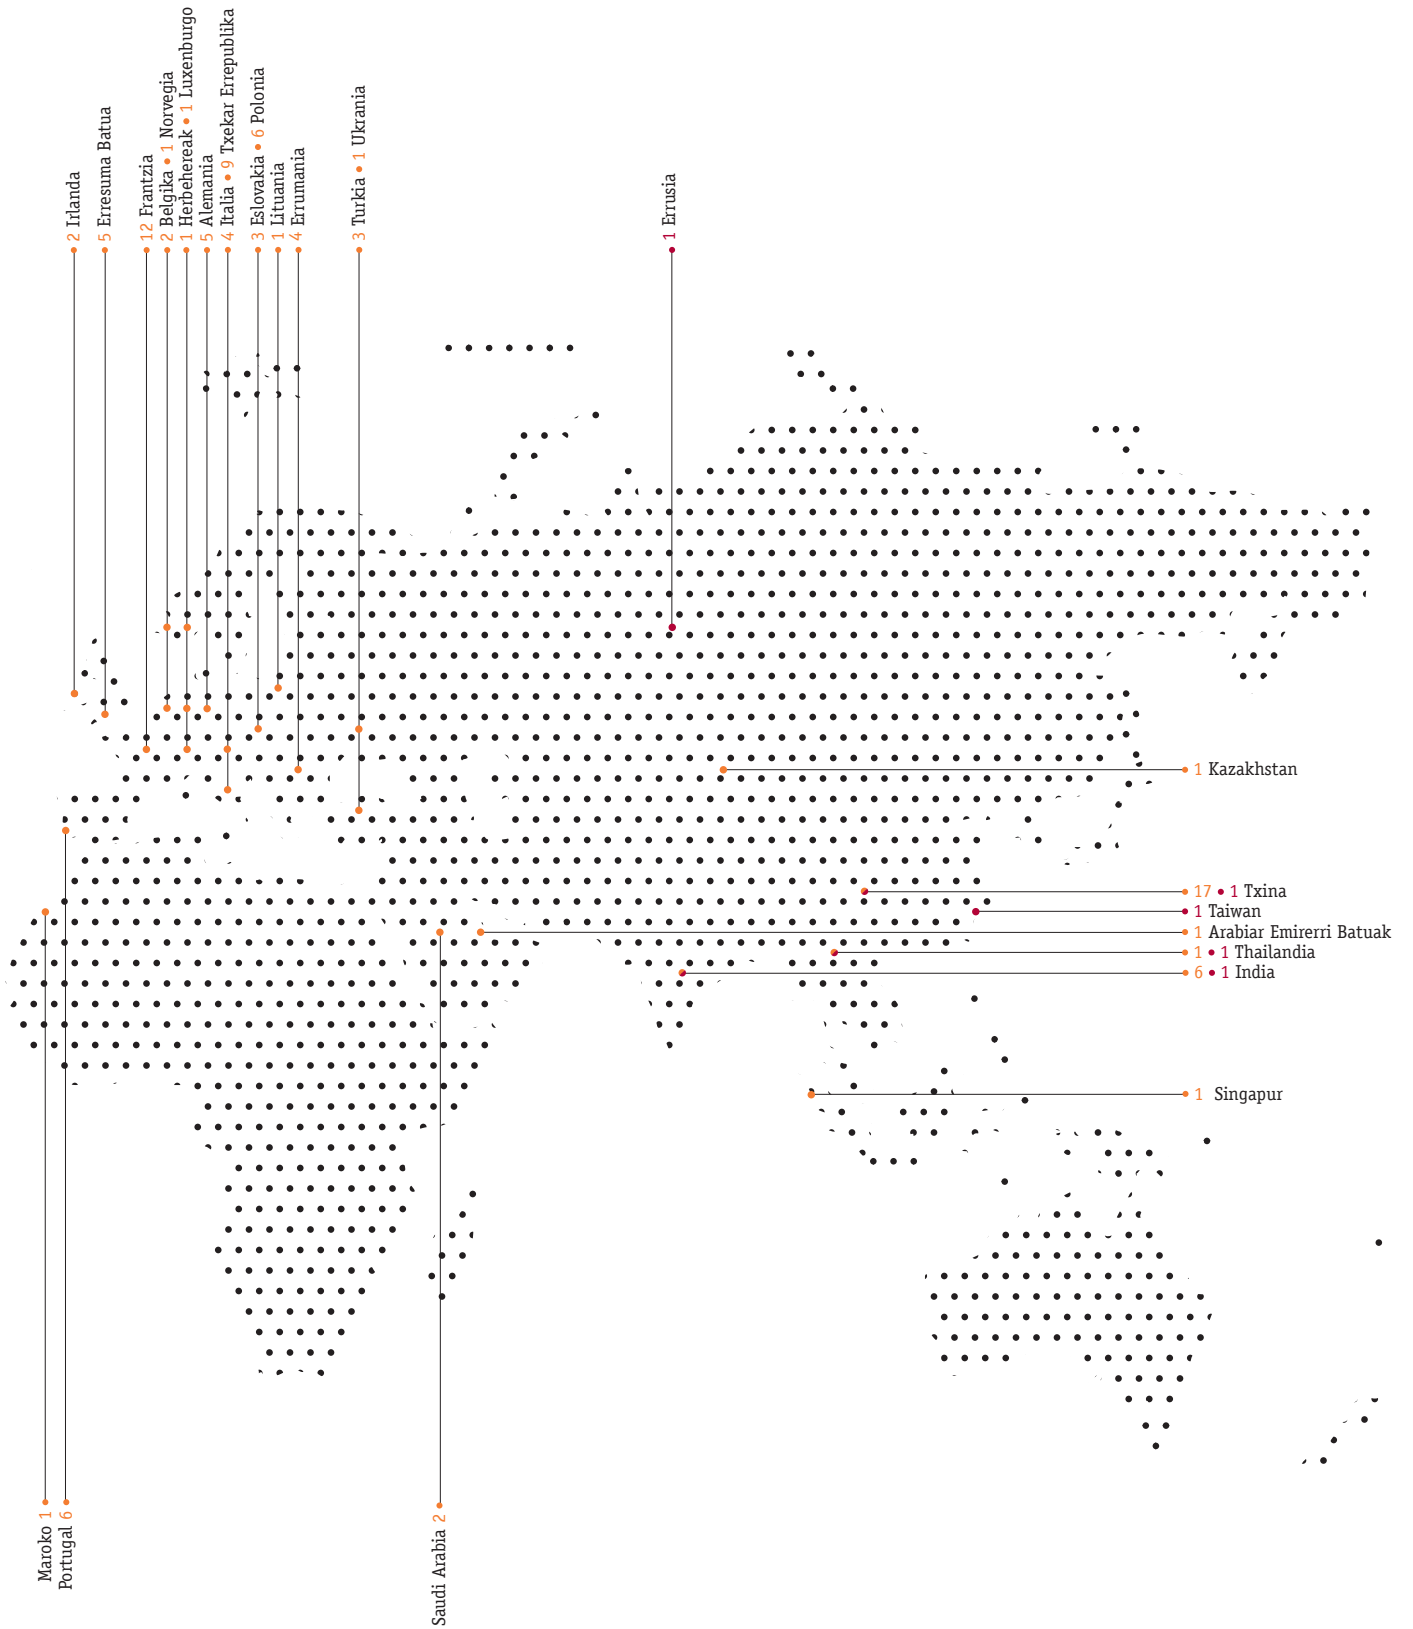 2 Irlanda
5 Erresuma Batua
12 Frantzia
2 Belgika • 1 Norvegia
1 Herbehereak • 1 Luxenburgo
5 Alemania
4 Italia • 9 Txekar Errepublika
3 Eslovakia • 6 Polonia
1 Lituania
4 Errumania
3 Turkia • 1 Ukrania
1 Errusia
1 Kazakhstan
17 • 1 Txina
1 Taiwan
1 Arabiar Emirerri Batuak
1 • 1 Thailandia
6 • 1 India
1 Singapur
Maroko 1
Portugal 6
Saudi Arabia 2